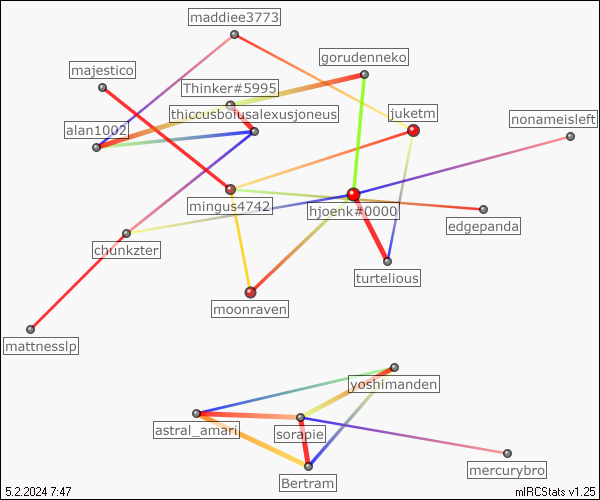 maddiee3773
gorudenneko
majestico
Thinker#5995
thiccusboiusalexusjoneus
juketm
nonameisleft
alan1002
mingus4742
hjoenk#0000
edgepanda
chunkzter
turtelious
moonraven
mattnesslp
yoshimanden
astral_amari
sorapie
mercurybro
Bertram
5.2.2024 7:47
mIRCStats v1.25